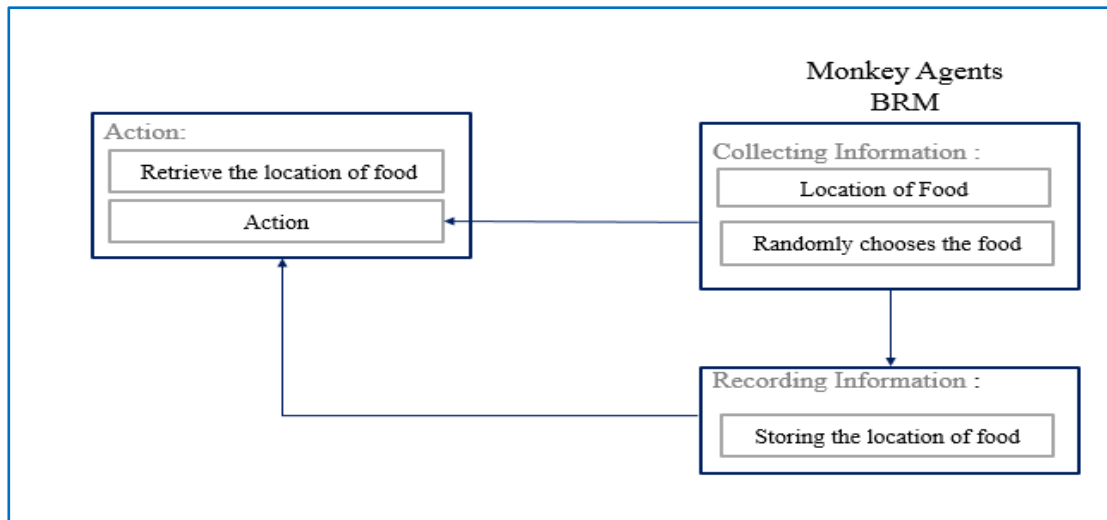 Monkey Agents
BRM
Action:
Retrieve the location of food
Action
Collecting Information :
Location of Food
Randomly chooses the food
Recording Information :
Storing the location of food